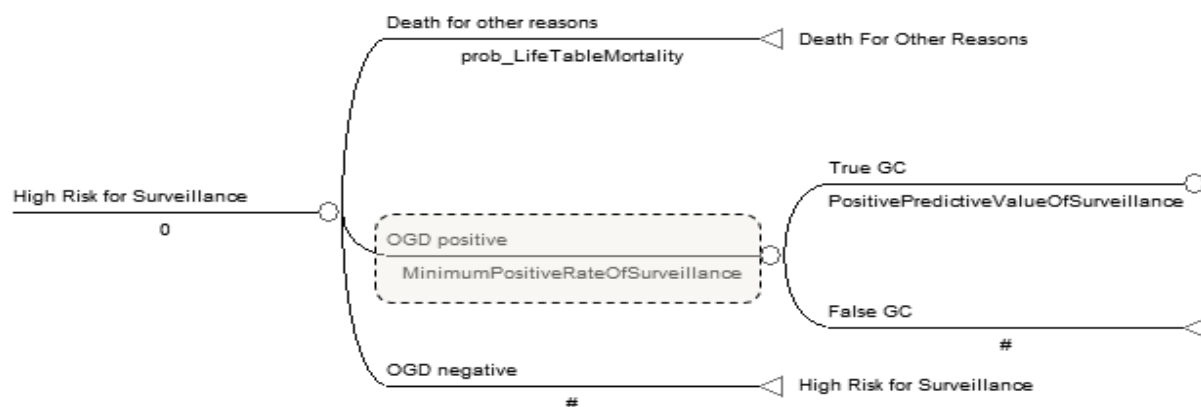 Death for other reasons
prob_LifeTableMortality
Death For Other Reasons
High Risk for Surveillance
0
OGD positive
MinimumPositiveRateOfSurveillance
True GC
PositivePredictiveValueOfSurveillance
False GC
#
OGD negative
#
High Risk for Surveillance